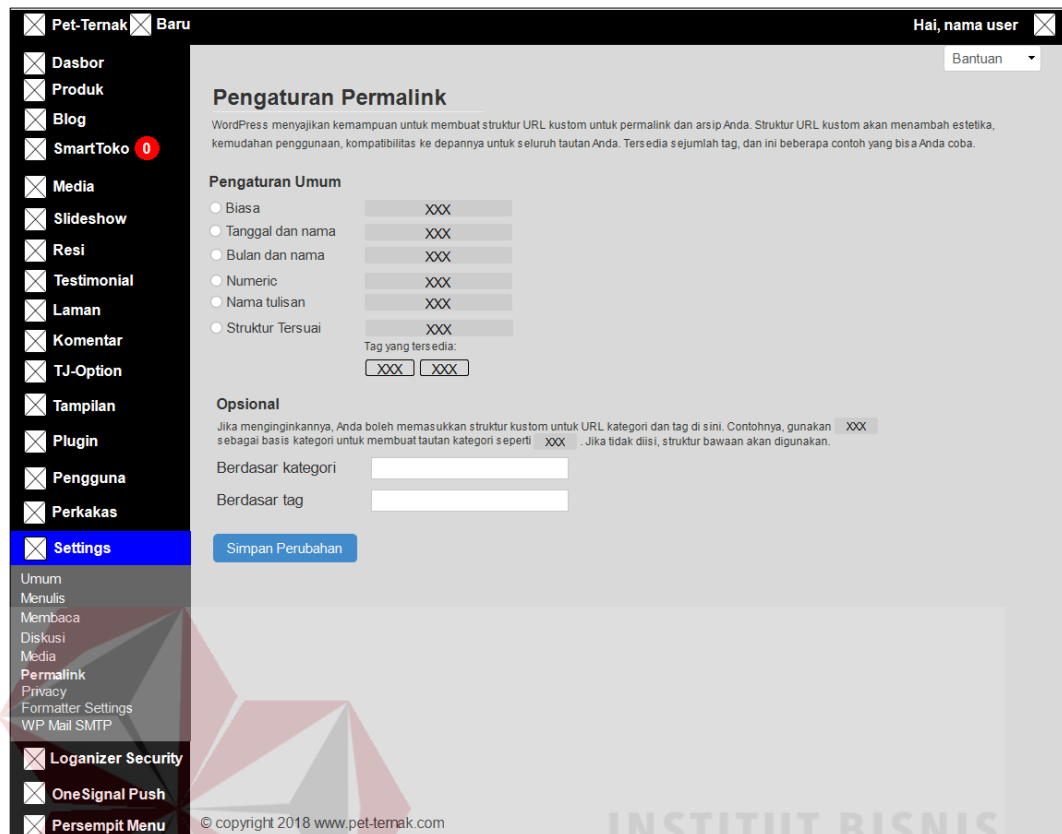 Pet-Ternak Baru
Hai, nama user
Bantuan
Dasbor
Produk
Blog
SmartToko 0
Media
Slideshow
Resi
Testimonial
Laman
Komentar
TJ-Option
Tampilan
Plugin
Pengguna
Perkakas
Settings
Umum
Menulis
Membaca
Diskusi
Media
Permalink
Privacy
Formatter Settings
WP Mail SMTP
Loganizer Security
OneSignal Push
Persempit Menu
Pengaturan Permalink
WordPress menyajikan kemampuan untuk membuat struktur URL kustom untuk permalink dan arsip Anda. Struktur URL kustom akan menambah estetika,
kemudahan penggunaan, kompatibilitas ke depannya untuk seluruh tautan Anda. Tersedia sejumlah tag, dan ini beberapa contoh yang bisa Anda coba.
Pengaturan Umum
Biasa XXX
Tanggal dan nama XXX
Bulan dan nama XXX
Numeric XXX
Nama tulisan XXX
Struktur Tersuai XXX
Tag yang tersedia:
XXX XXX
Opsional
Jika menginginkannya, Anda boleh memasukkan struktur kustom untuk URL kategori dan tag di sini. Contohnya, gunakan XXX
sebagai basis kategori untuk membuat tautan kategori seperti XXX . Jika tidak diisi, struktur bawaan akan digunakan.
Berdasar kategori
Berdasar tag
Simpan Perubahan
© copyright 2018 www.pet-ternak.com
INSTITUT BISNIS